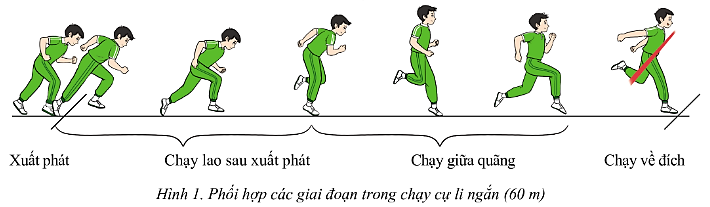 Xuất phát
Chạy lao sau xuất phát
Chạy giữa quãng
Chạy về đích
Hình 1. Phối hợp các giai đoạn trong chạy cự li ngắn (60 m)